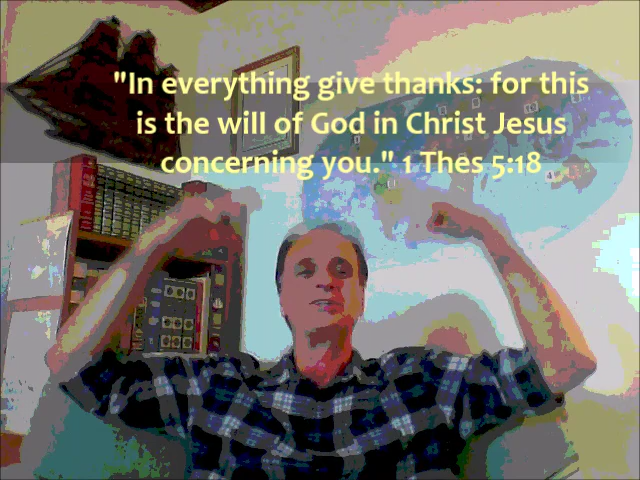 "In everything give thanks: for this
is the will of God in Christ Jesus
concerning you." 1 Thes 5:18